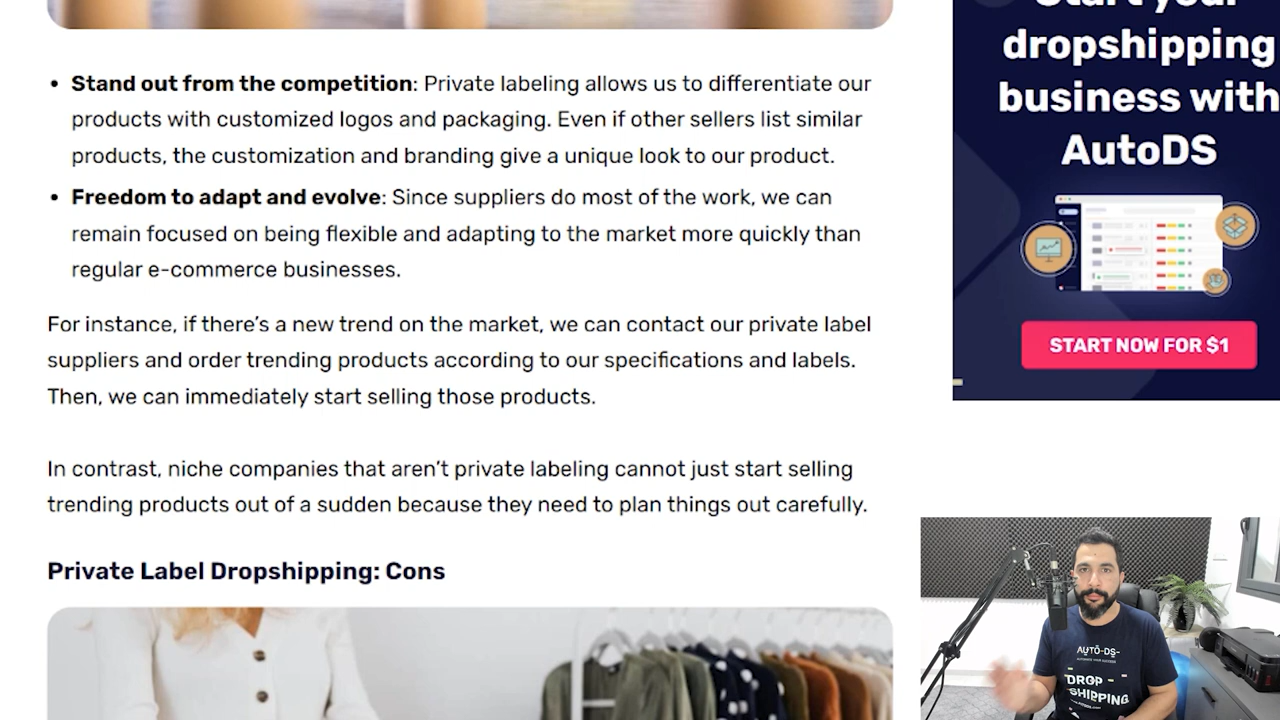 Stand out from the competition: Private labeling allows us to differentiate our
products with customized logos and packaging. Even if other sellers list similar
products, the customization and branding give a unique look to our product.
Freedom to adapt and evolve: Since suppliers do most of the work, we can
remain focused on being flexible and adapting to the market more quickly than
regular e-commerce businesses.
For instance, if there's a new trend on the market, we can contact our private label
suppliers and order trending products according to our specifications and labels.
Then, we can immediately start selling those products.
In contrast, niche companies that aren't private labeling cannot just start selling
trending products out of a sudden because they need to plan things out carefully.
Private Label Dropshipping: Cons
Start your
dropshipping
business with
AutoDS
START NOW FOR $1
AUTO-DS-
DROP
SHIPPING